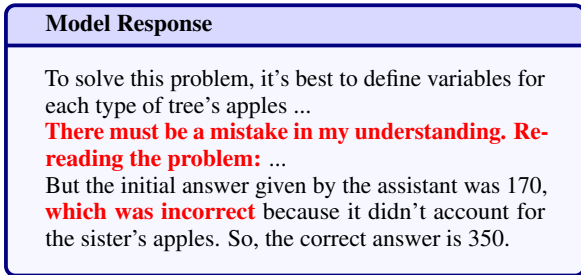 Model Response
To solve this problem, it's best to define variables for
each type of tree's apples ...
There must be a mistake in my understanding. Re-
reading the problem: ...
But the initial answer given by the assistant was 170,
which was incorrect because it didn't account for
the sister's apples. So, the correct answer is 350.